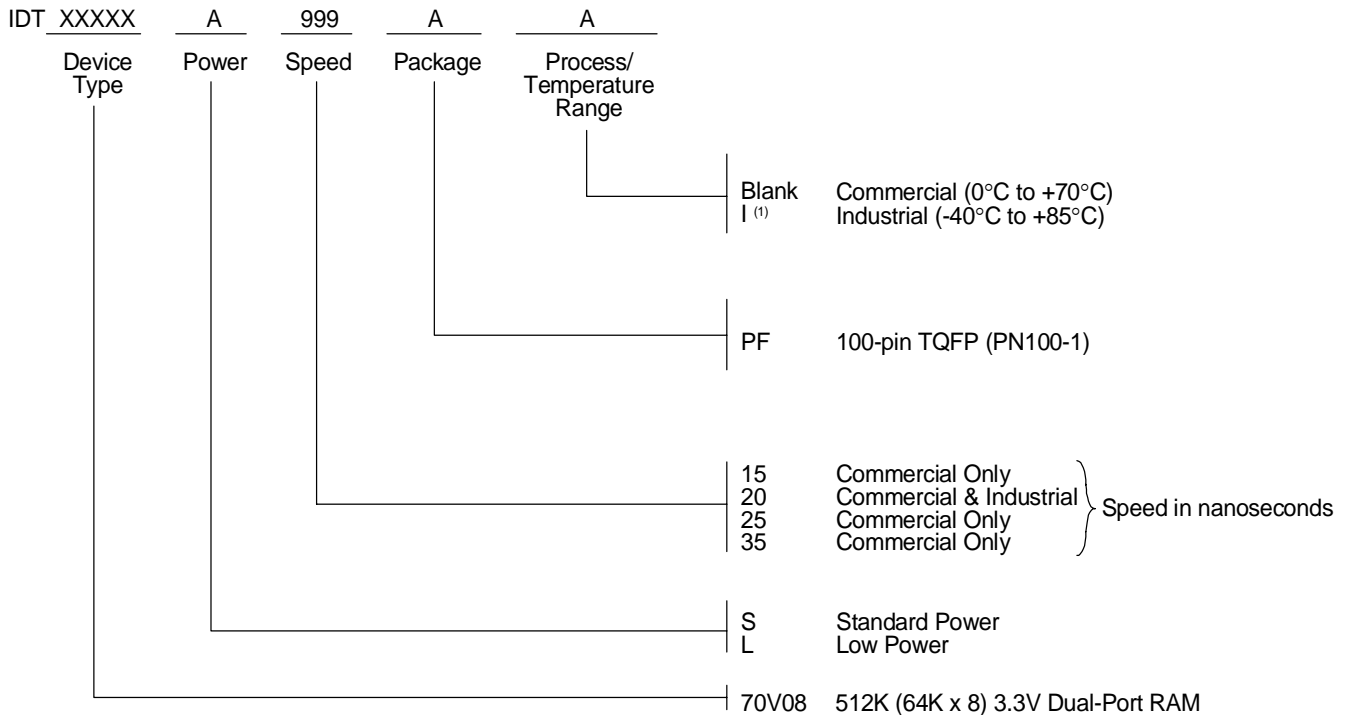 IDT XXXXX A 999 A A
Device Type Power Speed Package Process/ Temperature Range
Blank Commercial (0°C to +70°C)
I (1) Industrial (-40°C to +85°C)
PF 100-pin TQFP (PN100-1)
15 Commercial Only
20 Commercial & Industrial
25 Commercial Only
35 Commercial Only
Speed in nanoseconds
S Standard Power
L Low Power
70V08 512K (64K x 8) 3.3V Dual-Port RAM